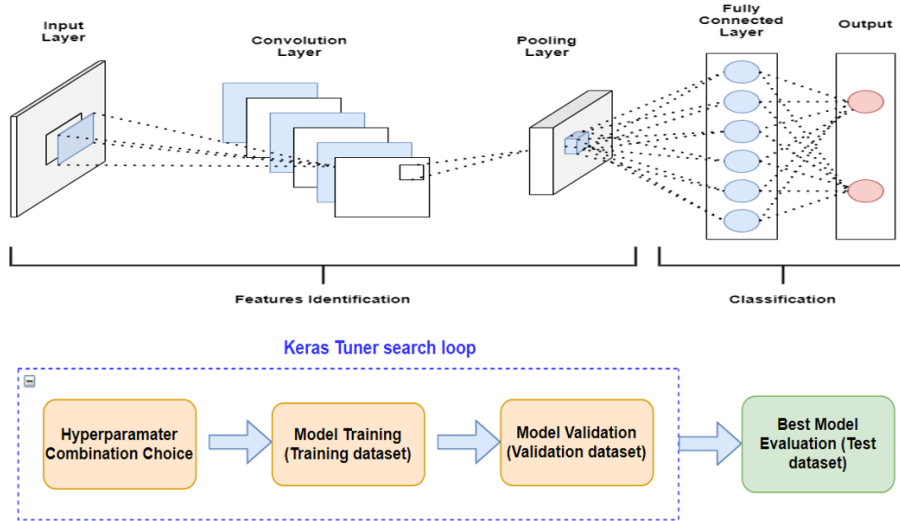 Input
Layer
Convolution
Layer
Pooling
Layer
Fully
Connected
Layer
Output
Features Identification
Classification
Keras Tuner search loop
Hyperparamater
Combination Choice
Model Training
(Training dataset)
Model Validation
(Validation dataset)
Best Model
Evaluation (Test
dataset)